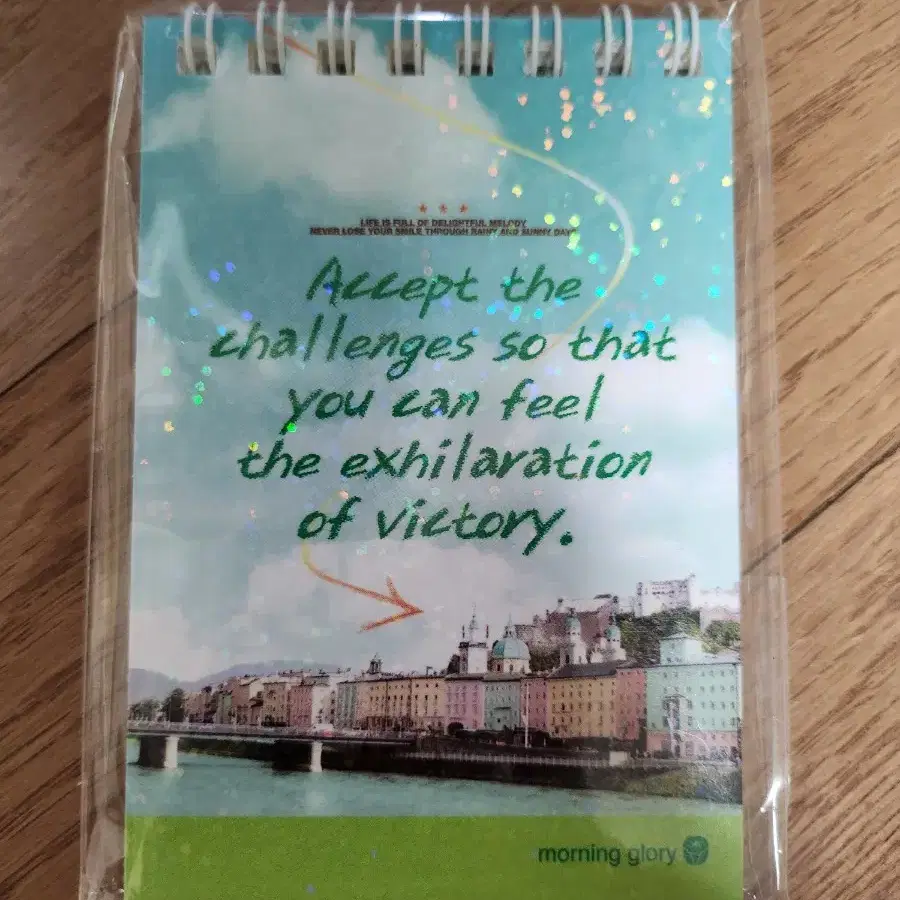 LIFE IS FULL OF DELIGHTFUL MELODY
NEVER LOSE YOUR SMILE THROUGH RAINY AND SUNNY DAYS
Accept the
challenges so that
you can feel
the exhilaration
of victory.
morning glory